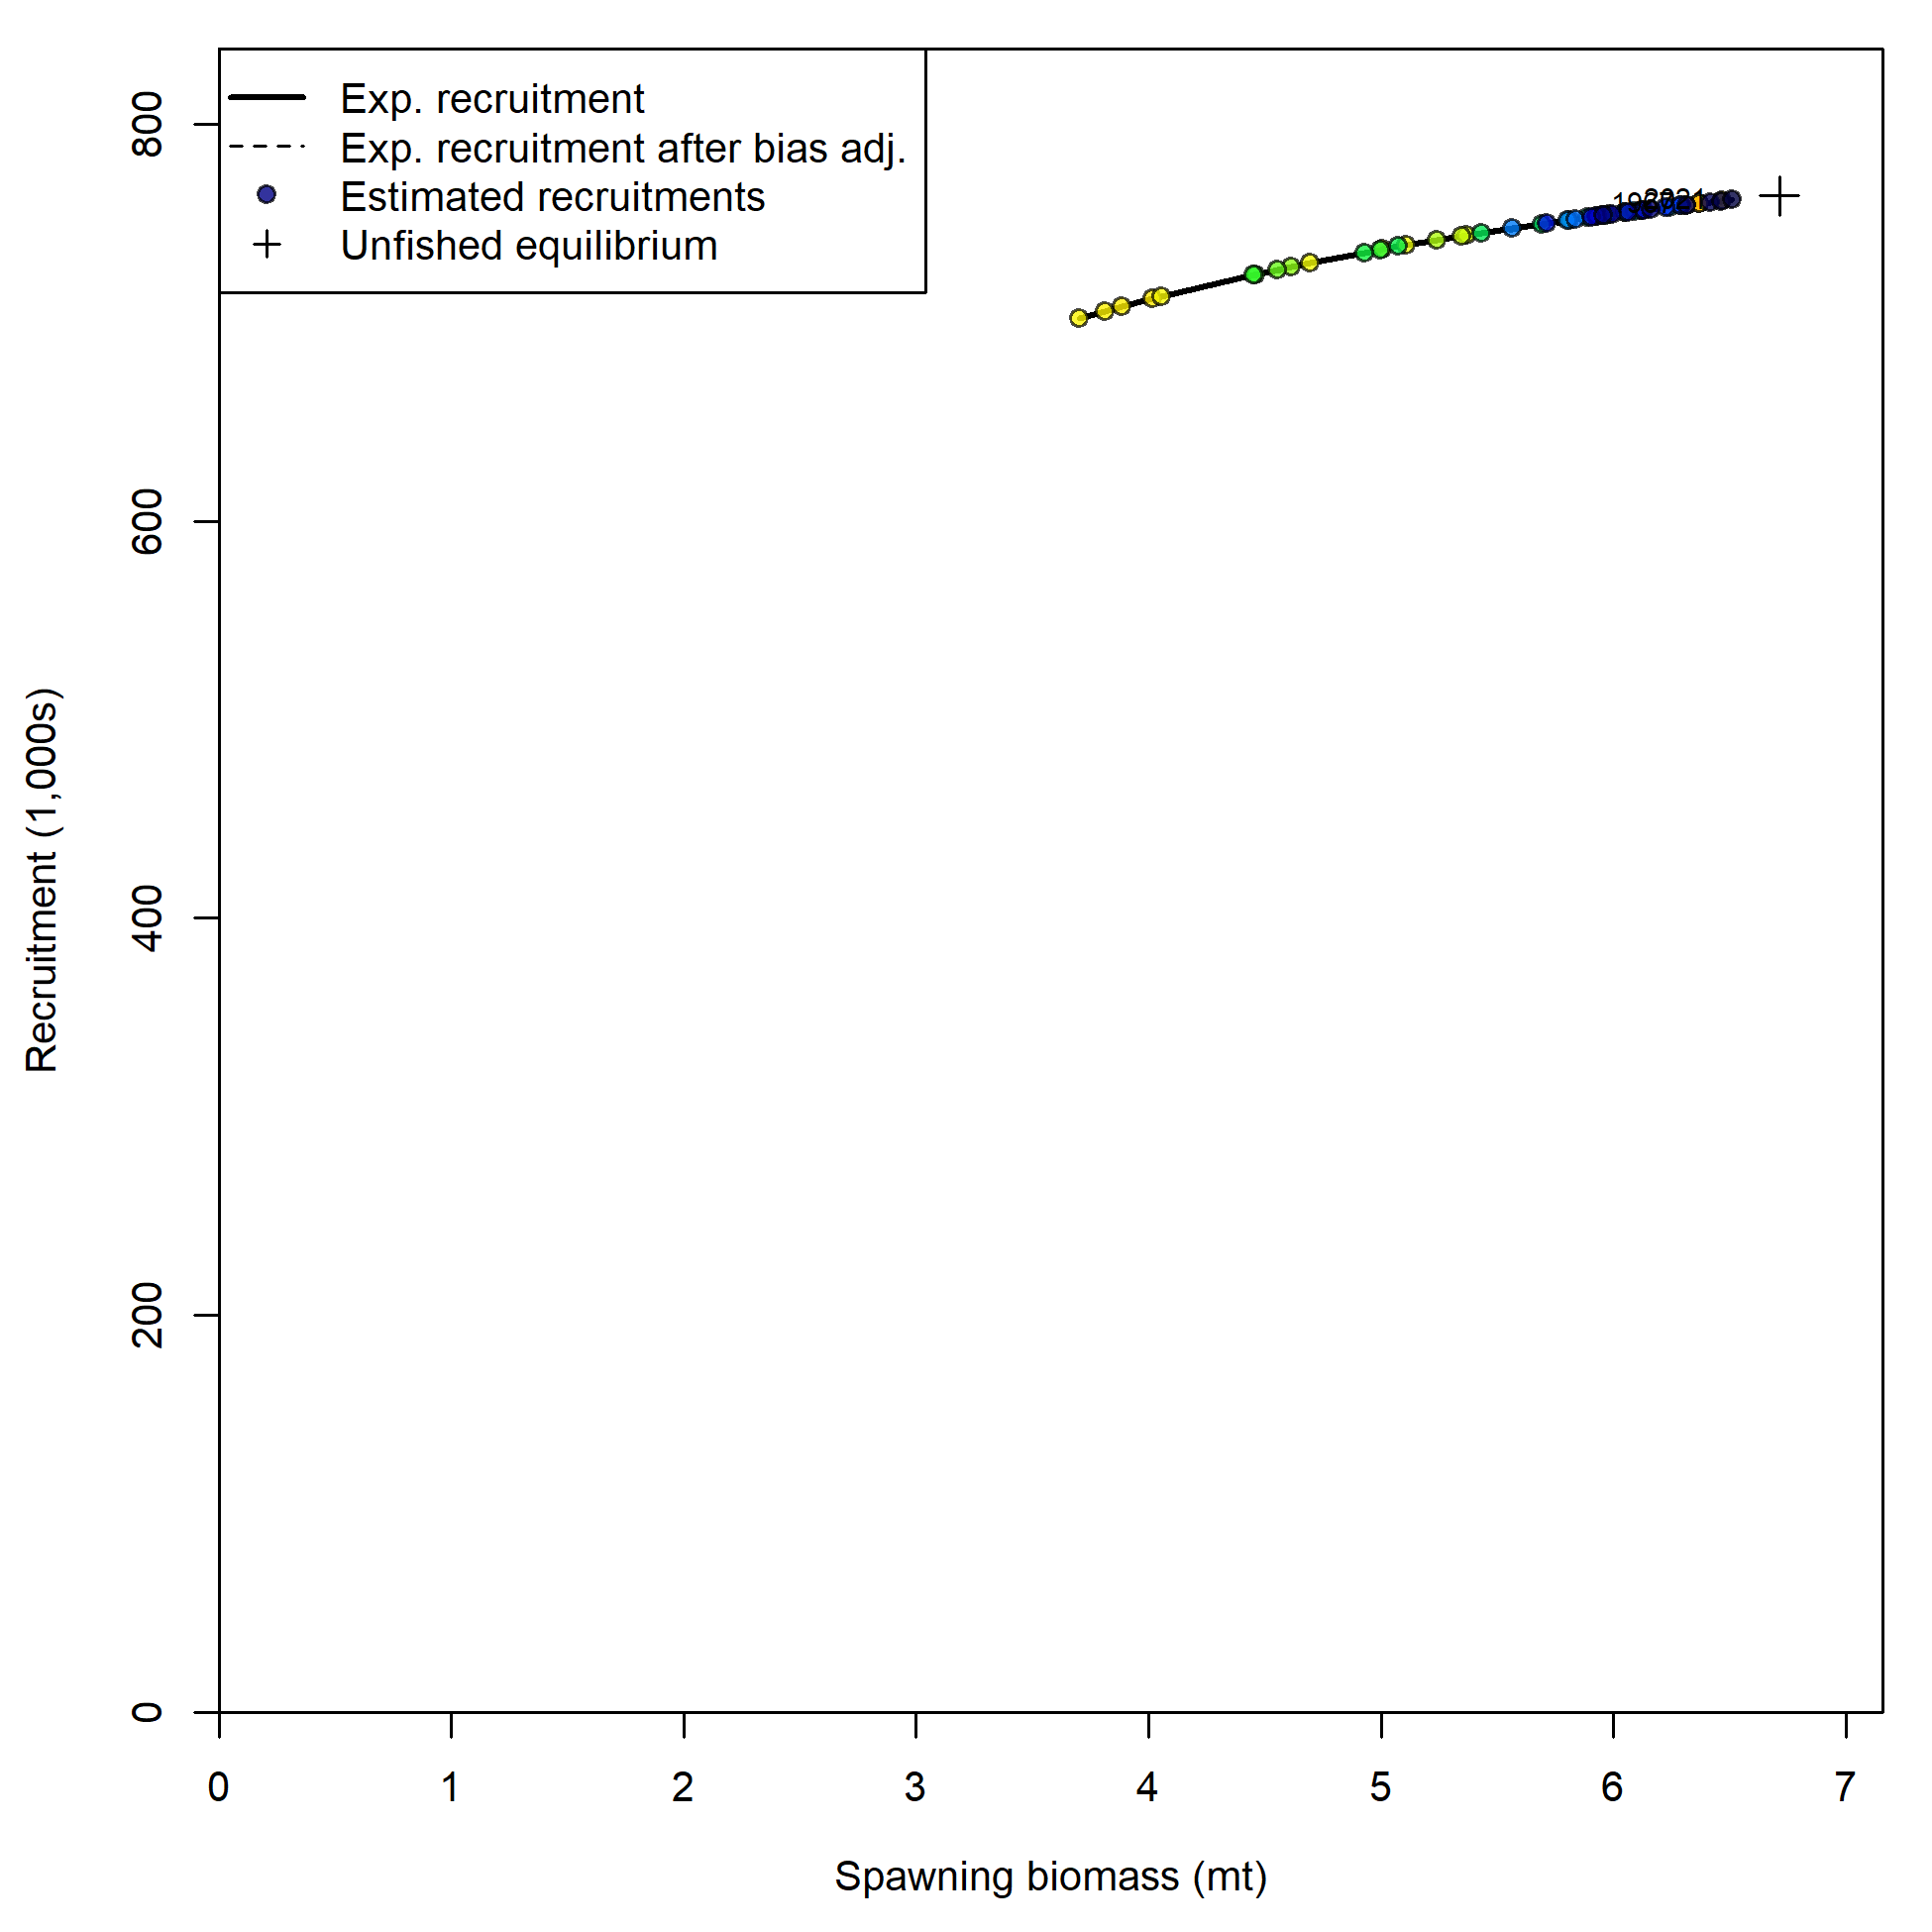 Exp. recruitment
Exp. recruitment after bias adj.
Estimated recruitments
Unfished equilibrium
800
600
400
200
0
Recruitment (1,000s)
2021
0 1 2 3 4 5 6 7
Spawning biomass (mt)